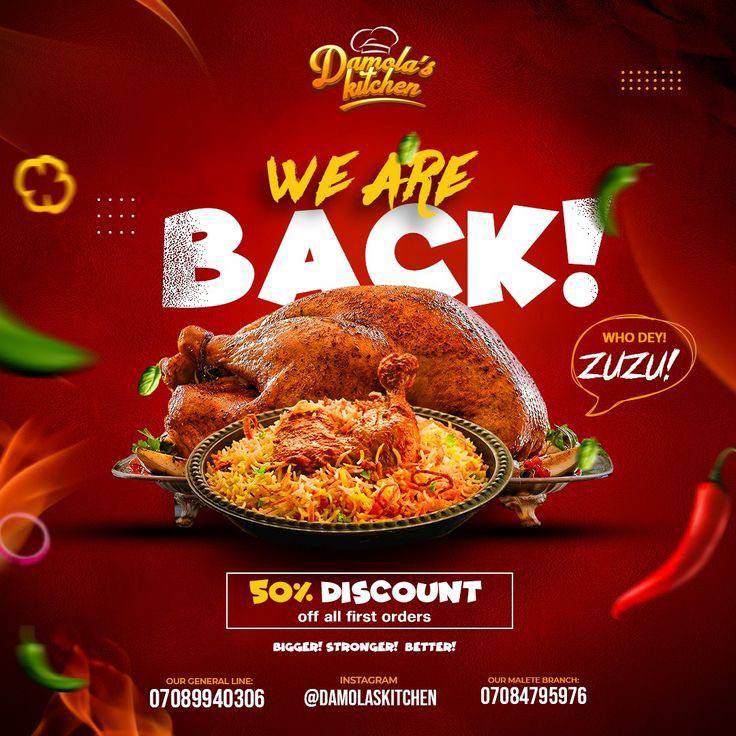 Damola's
kitchen
WE ARE
BACK!
WHO DEY!
ZUZU!
50% DISCOUNT
off all first orders
BIGGER! STRONGER! BETTER!
OUR GENERAL LINE:
07089940306
INSTAGRAM
@DAMOLASKITCHEN
OUR MALETE BRANCH:
07084795976